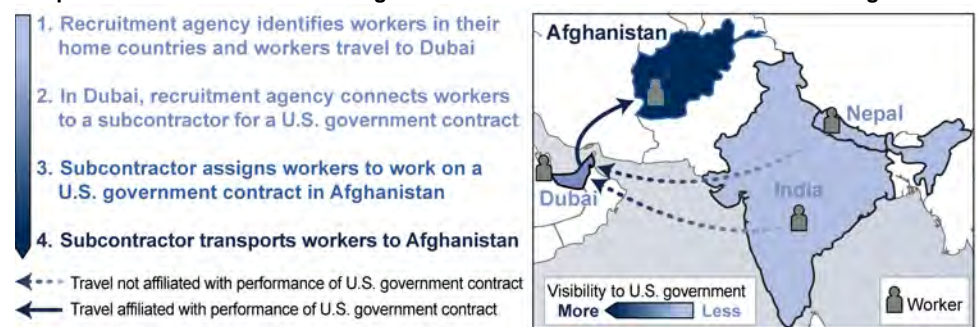 1. Recruitment agency identifies workers in their
home countries and workers travel to Dubai
2. In Dubai, recruitment agency connects workers
to a subcontractor for a U.S. government contract
3. Subcontractor assigns workers to work on a
U.S. government contract in Afghanistan
4. Subcontractor transports workers to Afghanistan
Travel not affiliated with performance of U.S. government contract
Travel affiliated with performance of U.S. government contract
Afghanistan
Nepal
Dubai
India
Visibility to U.S. government
More Less
Worker